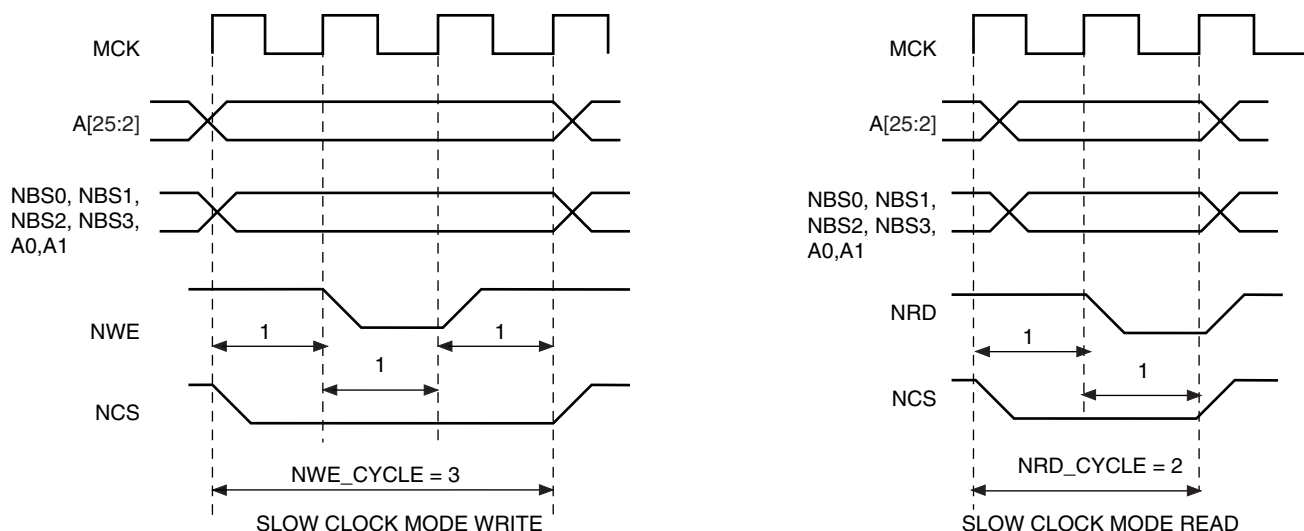 MCK
A[25:2]
NBS0, NBS1,
NBS2, NBS3,
A0,A1
NWE
1
1
1
NCS
NWE_CYCLE = 3
SLOW CLOCK MODE WRITE
MCK
A[25:2]
NBS0, NBS1,
NBS2, NBS3,
A0,A1
NRD
1
1
NCS
NRD_CYCLE = 2
SLOW CLOCK MODE READ